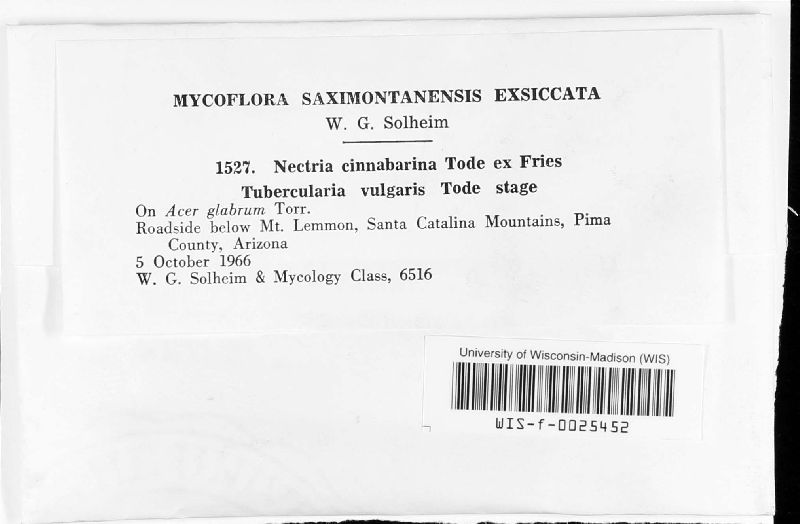 MYCOFLORA SAXIMONTANENSIS EXSICCATA
W. G. Solheim
1527. Nectria cinnabarina Tode ex Fries
Tubercularia vulgaris Tode stage
On Acer glabrum Torr.
Roadside below Mt. Lemmon, Santa Catalina Mountains, Pima
County, Arizona
5 October 1966
W. G. Solheim & Mycology Class, 6516
University of Wisconsin-Madison (WIS)
WIS-f-0025452